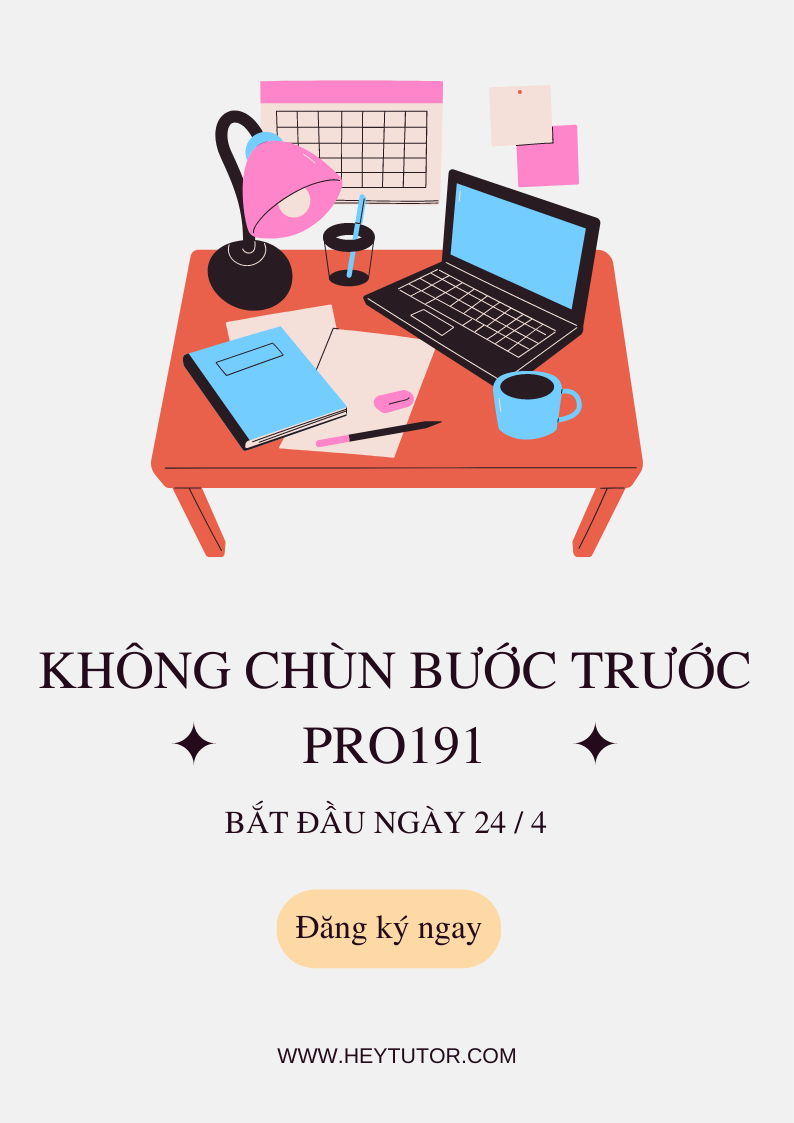 KHÔNG CHÙN BƯỚC TRƯỚC
PRO191
BẮT ĐẦU NGÀY 24 / 4
Đăng ký ngay
WWW.HEYTUTOR.COM